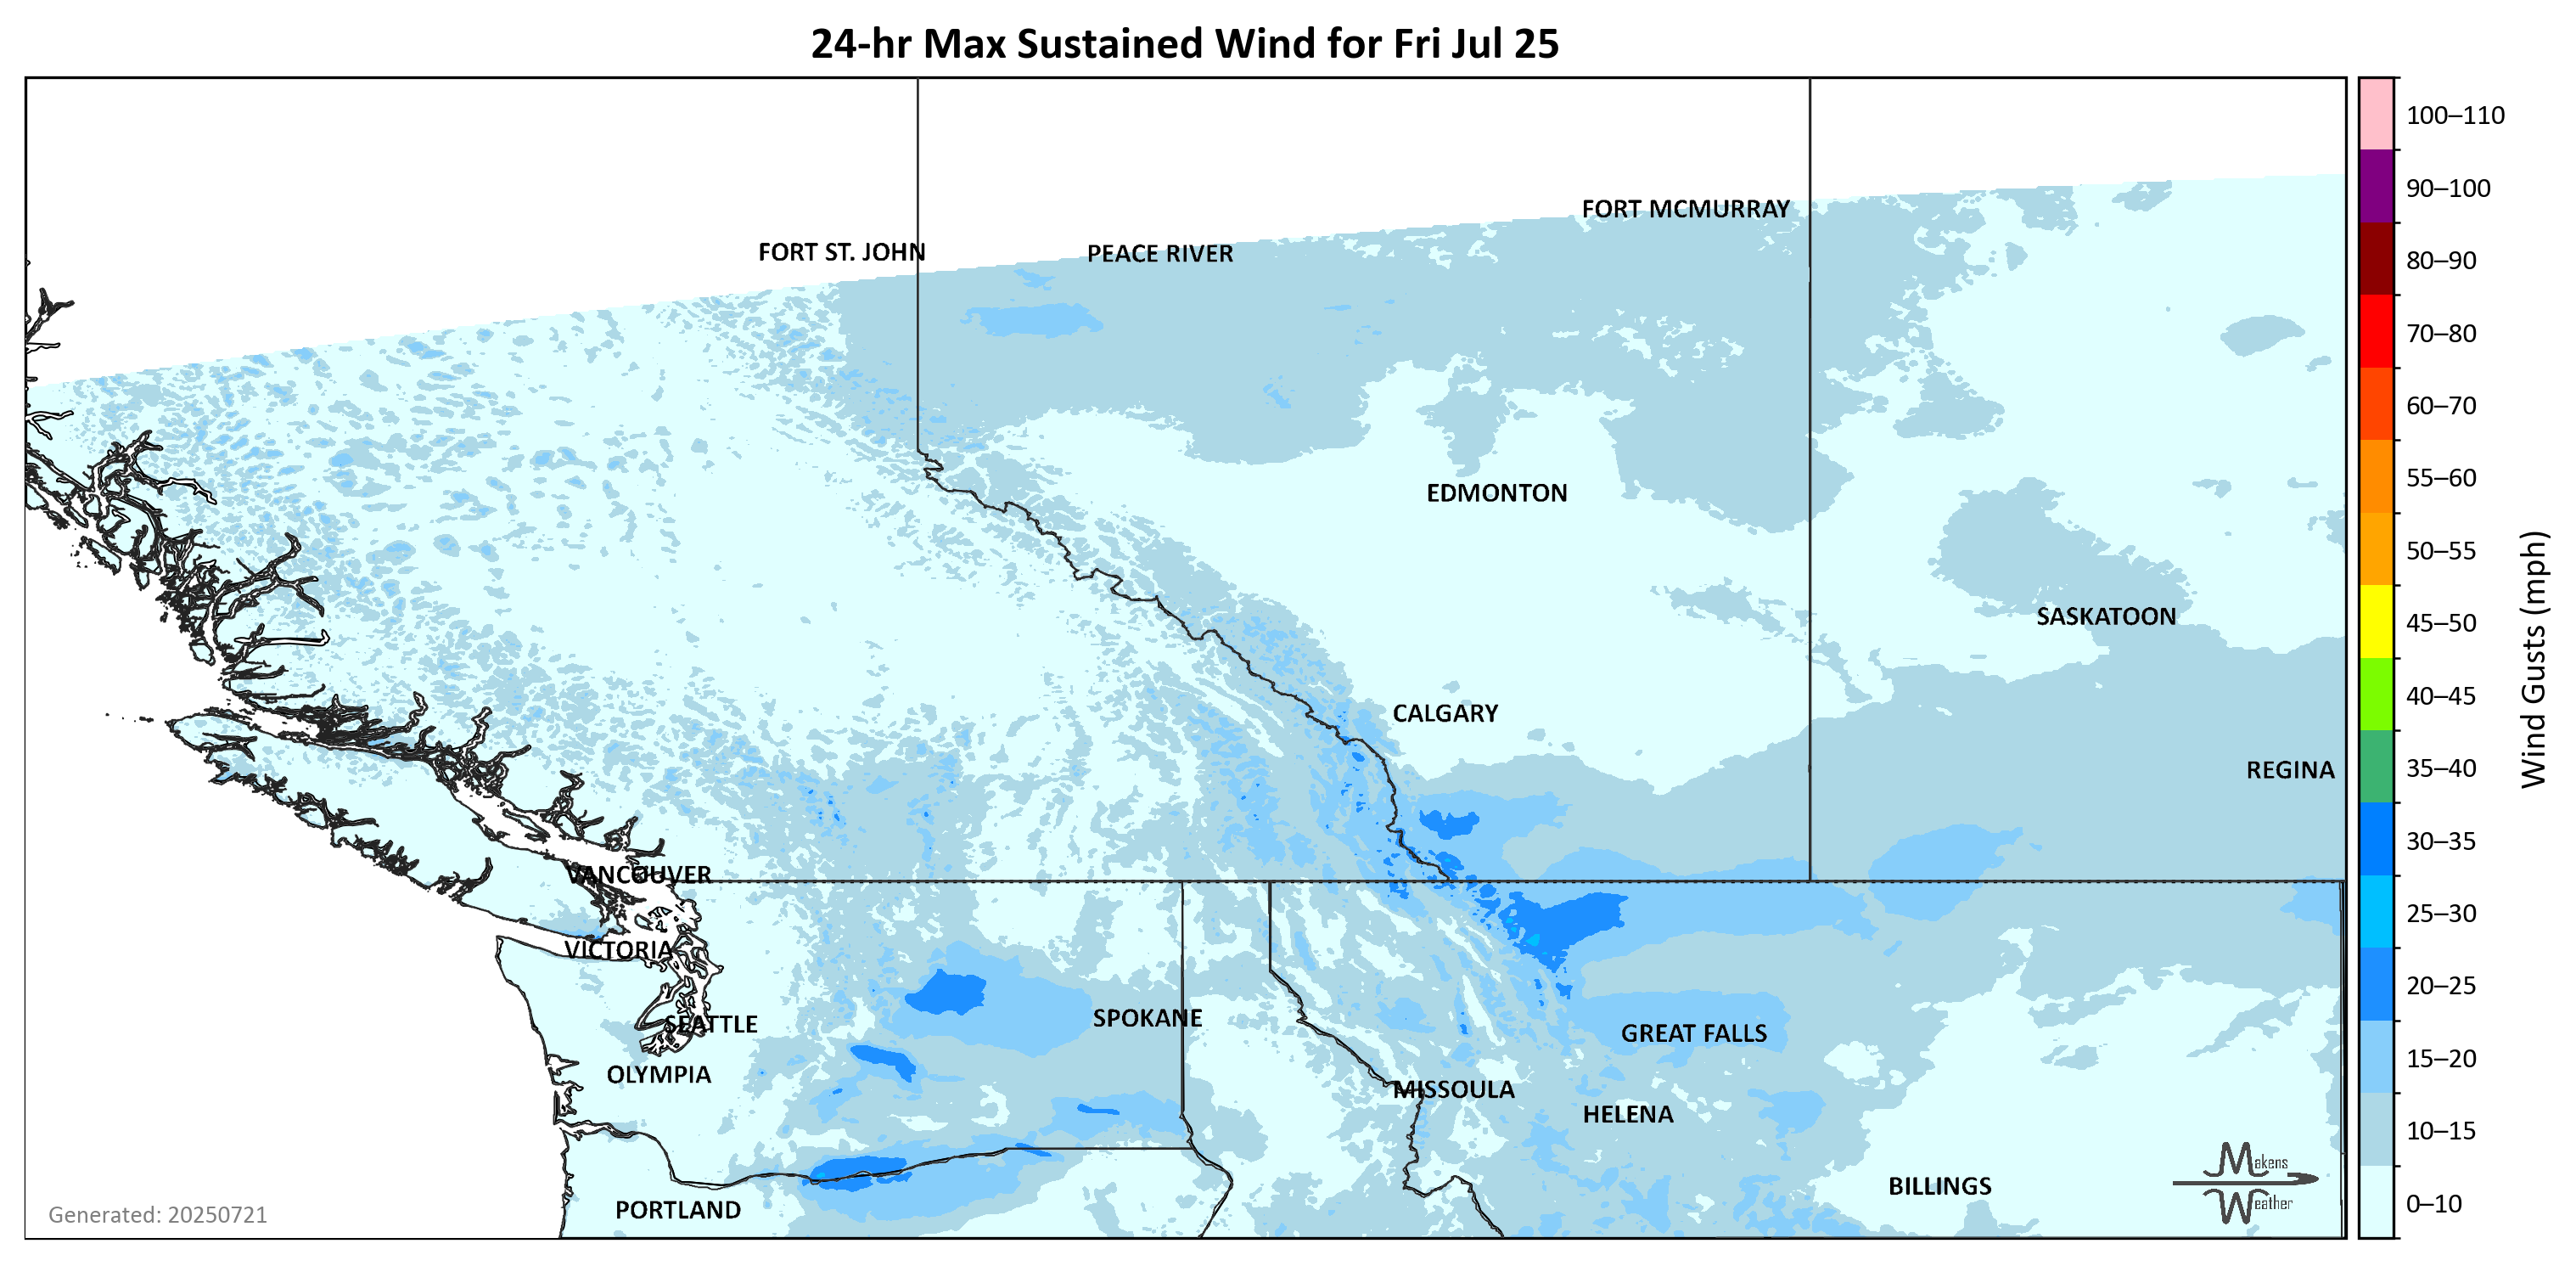 24-hr Max Sustained Wind for Fri Jul 25
100–110
90–100
80–90
70–80
60–70
55–60
50–55
45–50
40–45
35–40
30–35
25–30
20–25
15–20
10–15
0–10
Wind Gusts (mph)
FORT MCMURRAY
FORT ST. JOHN
PEACE RIVER
EDMONTON
SASKATOON
CALGARY
REGINA
VANCOUVER
VICTORIA
SEATTLE
SPOKANE
GREAT FALLS
OLYMPIA
MISSOULA
HELENA
BILLINGS
PORTLAND
Makens
Weather
Generated: 20250721